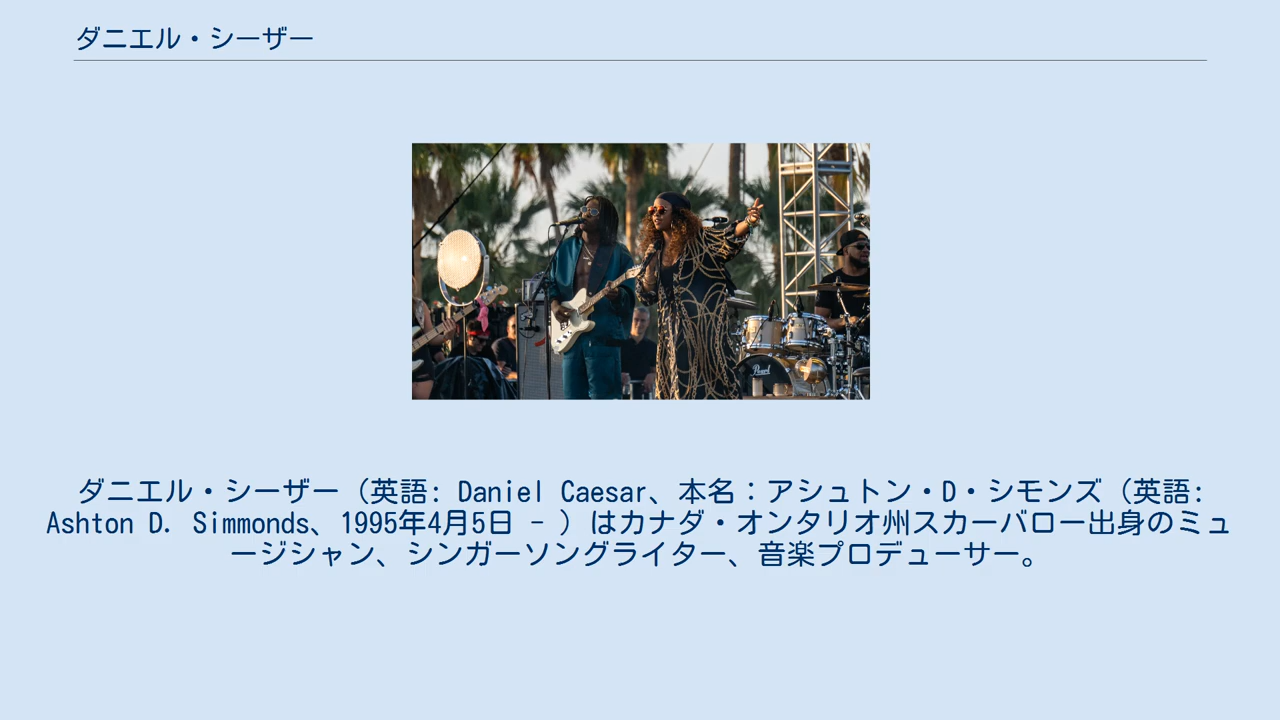 ダニエル・シーザー
Pearl
ダニエル・シーザー（英語: Daniel Caesar、本名：アシュトン・D・シモンズ（英語:
Ashton D. Simmonds、1995年4月5日 - ）はカナダ・オンタリオ州スカーバロー出身のミュ
ージシャン、シンガーソングライター、音楽プロデューサー。